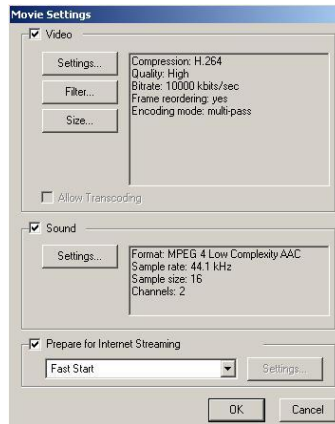 Movie Settings
Video
Settings...
Filter...
Size...
Compression: H.264
Quality: High
Bitrate: 10000 kbits/sec
Frame reordering: yes
Encoding mode: multi-pass
Allow Transcoding
Sound
Settings...
Format: MPEG 4 Low Complexity AAC
Sample rate: 44.1 kHz
Sample size: 16
Channels: 2
Prepare for Internet Streaming
Fast Start
Settings...
OK
Cancel